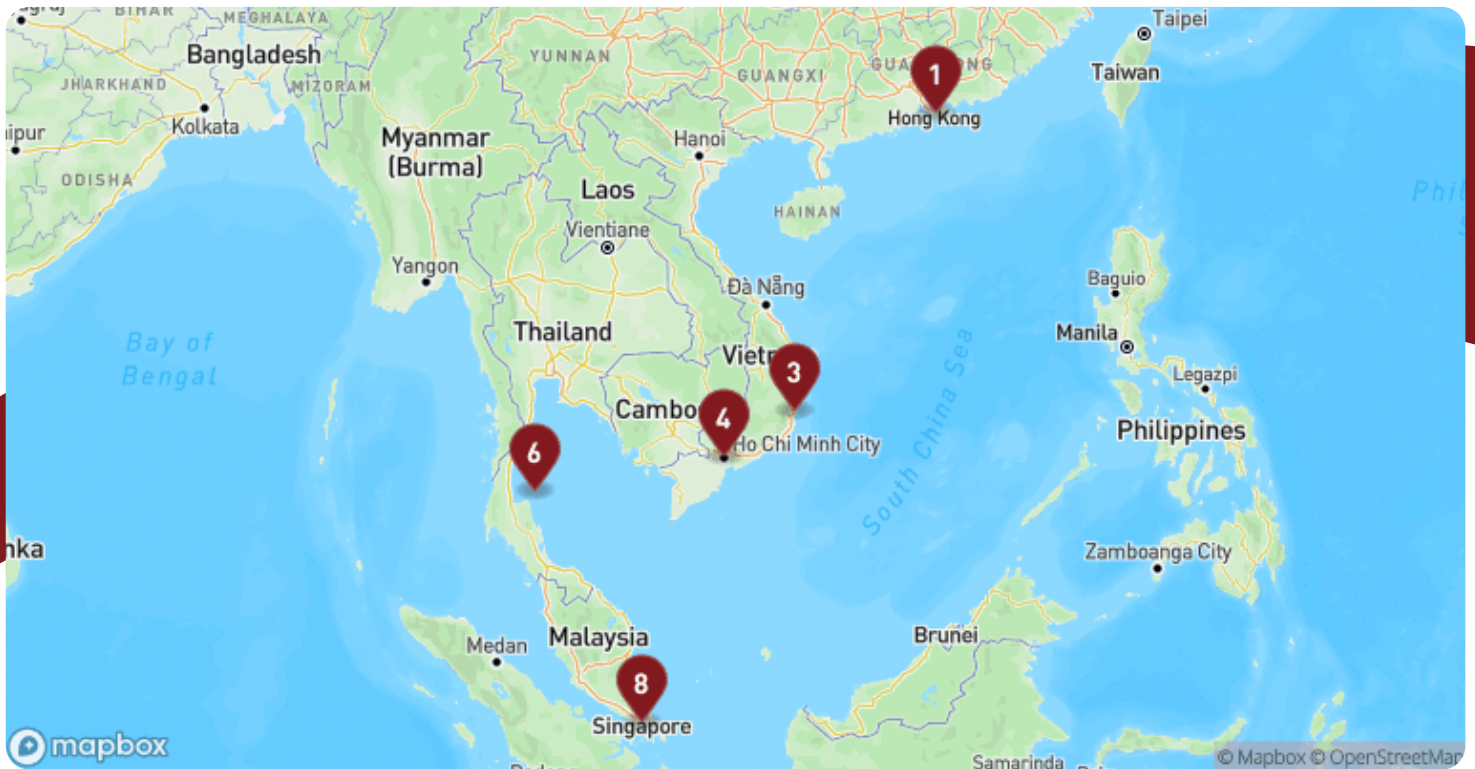 BIHAR
MEGHALAYA
Taipei
Bangladesh
YUNNAN
GUANGXI
1
Taiwan
JHARKHAND
MIZORAM
Kolkata
Hong Kong
Myanmar
(Burma)
Hanoi
ODISHA
Laos
HAINAN
Vientiane
Yangon
Đà Nẵng
Baguio
Thailand
Manila
Bay of
Bengal
3
Legazpi
4
South China Sea
Philippines
Ho Chi Minh City
6
Zamboanga City
Malaysia
Brunei
Medan
8
Singapore
mapbox
© Mapbox © OpenStreetMap
Samarinda